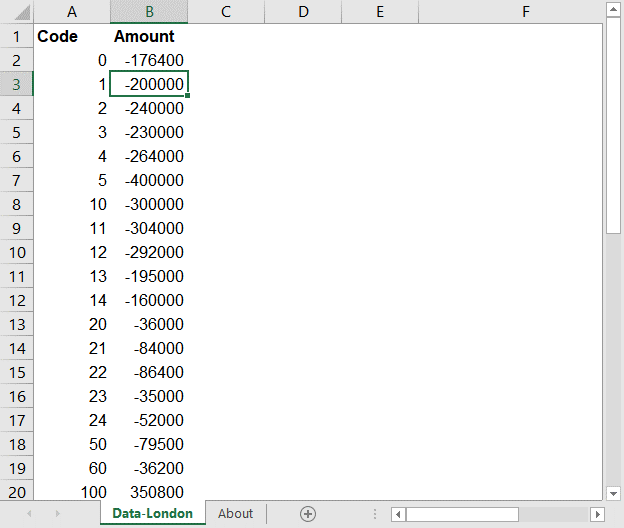 A B C D E F
1 Code Amount
2 0 -176400
3 1 -200000
4 2 -240000
5 3 -230000
6 4 -264000
7 5 -400000
8 10 -300000
9 11 -304000
10 12 -292000
11 13 -195000
12 14 -160000
13 20 -36000
14 21 -84000
15 22 -86400
16 23 -35000
17 24 -52000
18 50 -79500
19 60 -36200
20 100 350800
Data-London About